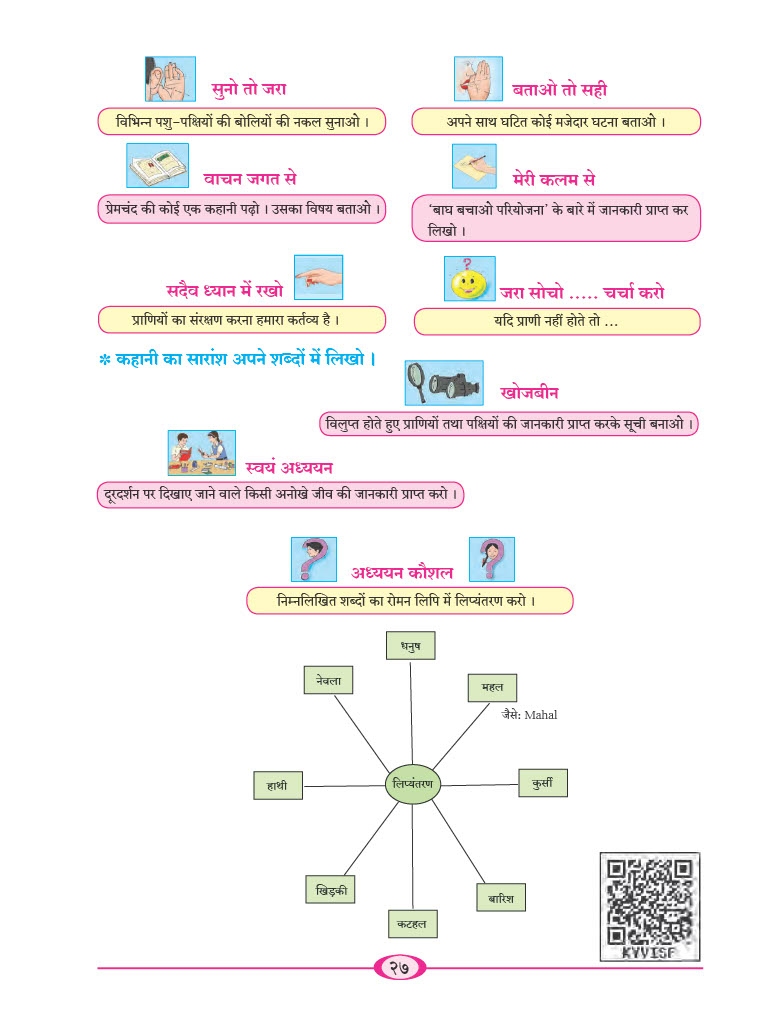 सुनो तो जरा
विभिन्न पशु-पक्षियों की बोलियों की नकल सुनाओ ।
बताओ तो सही
अपने साथ घटित कोई मजेदार घटना बताओ ।
वाचन जगत से
प्रेमचंद की कोई एक कहानी पढ़ो । उसका विषय बताओ ।
मेरी कलम से
‘बाघ बचाओ परियोजना’ के बारे में जानकारी प्राप्त कर
लिखो ।
सदैव ध्यान में रखो
प्राणियों का संरक्षण करना हमारा कर्तव्य है ।
जरा सोचो ..... चर्चा करो
यदि प्राणी नहीं होते तो ...
* कहानी का सारांश अपने शब्दों में लिखो ।
खोजबीन
विलुप्त होते हुए प्राणियों तथा पक्षियों की जानकारी प्राप्त करके सूची बनाओ ।
स्वयं अध्ययन
दूरदर्शन पर दिखाए जाने वाले किसी अनोखे जीव की जानकारी प्राप्त करो ।
अध्ययन कौशल
निम्नलिखित शब्दों का रोमन लिपि में लिप्यंतरण करो ।
धनुष
नेवला
महल
जैसे: Mahal
हाथी
लिप्यंतरण
कुर्सी
खिड़की
बारिश
कटहल
KYVISF
२७